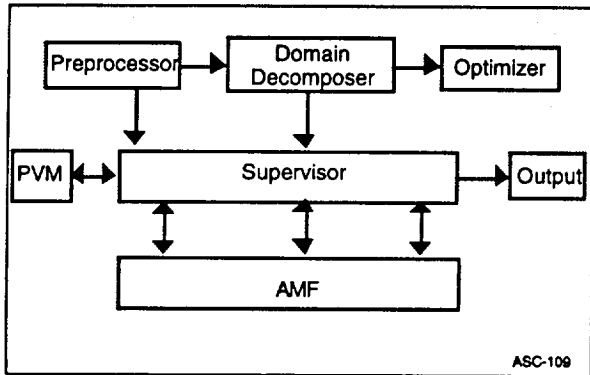 Preprocessor
Domain
Decomposer
Optimizer
PVM
Supervisor
Output
AMF
ASC-109